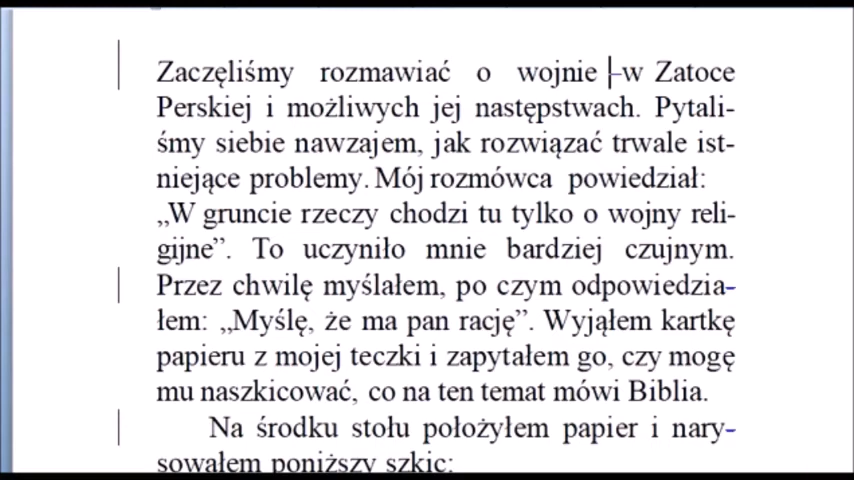 Zaczęliśmy rozmawiać o wojnie -w Zatoce
Perskiej i możliwych jej następstwach. Pytali-
śmy siebie nawzajem, jak rozwiązać trwale ist-
niejące problemy. Mój rozmówca powiedział:
„W gruncie rzeczy chodzi tu tylko o wojny reli-
gijne”. To uczyniło mnie bardziej czujnym.
Przez chwilę myślałem, po czym odpowiedzia-
łem: „Myślę, że ma pan rację”. Wyjąłem kartkę
papieru z mojej teczki i zapytałem go, czy mogę
mu naszkicować, co na ten temat mówi Biblia.
Na środku stołu położyłem papier i nary-
sowałem poniższy szkic: